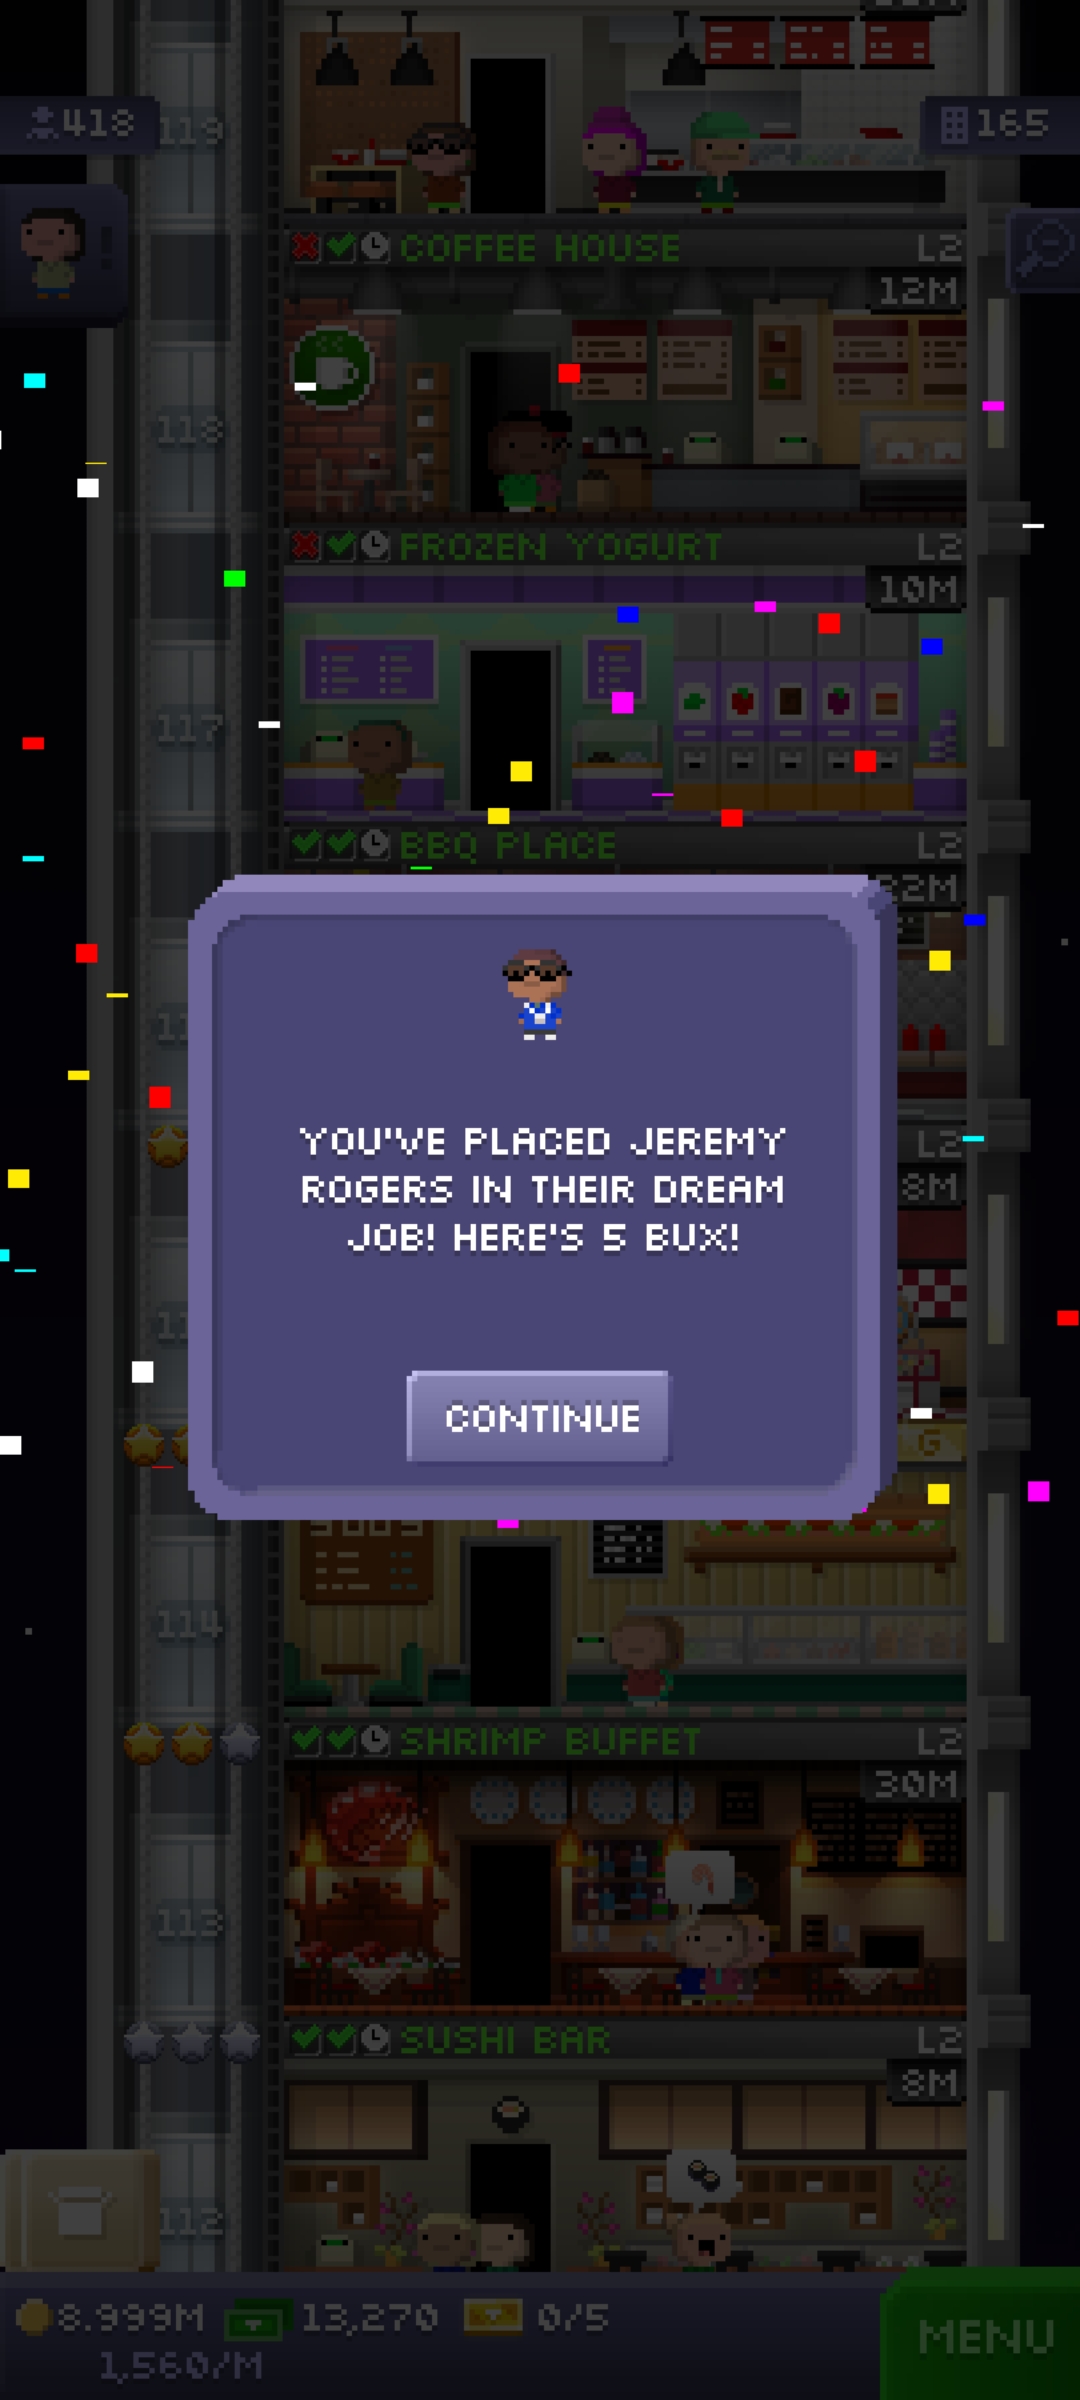 418
119
165
COFFEE HOUSE L2
12M
118
FROZEN YOGURT L2
10M
117
BBQ PLACE L2
YOU'VE PLACED JEREMY
ROGERS IN THEIR DREAM
JOB! HERE'S 5 BUX!
L2
8M
CONTINUE
G
114
SHRIMP BUFFET L2
30M
113
SUSHI BAR L2
8M
112
8.999M 13,270 0/5
1,560/M
MENU